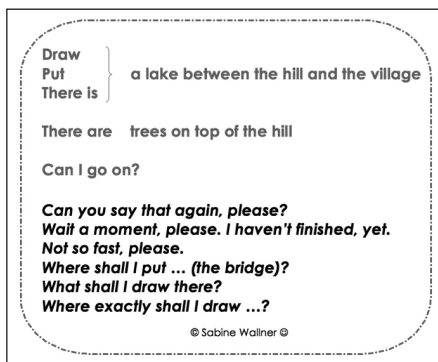 Draw
Put
There is
a lake between the hill and the village
There are trees on top of the hill
Can I go on?
Can you say that again, please?
Wait a moment, please. I haven't finished, yet.
Not so fast, please.
Where shall I put ... (the bridge)?
What shall I draw there?
Where exactly shall I draw ...?
© Sabine Wallner ☺